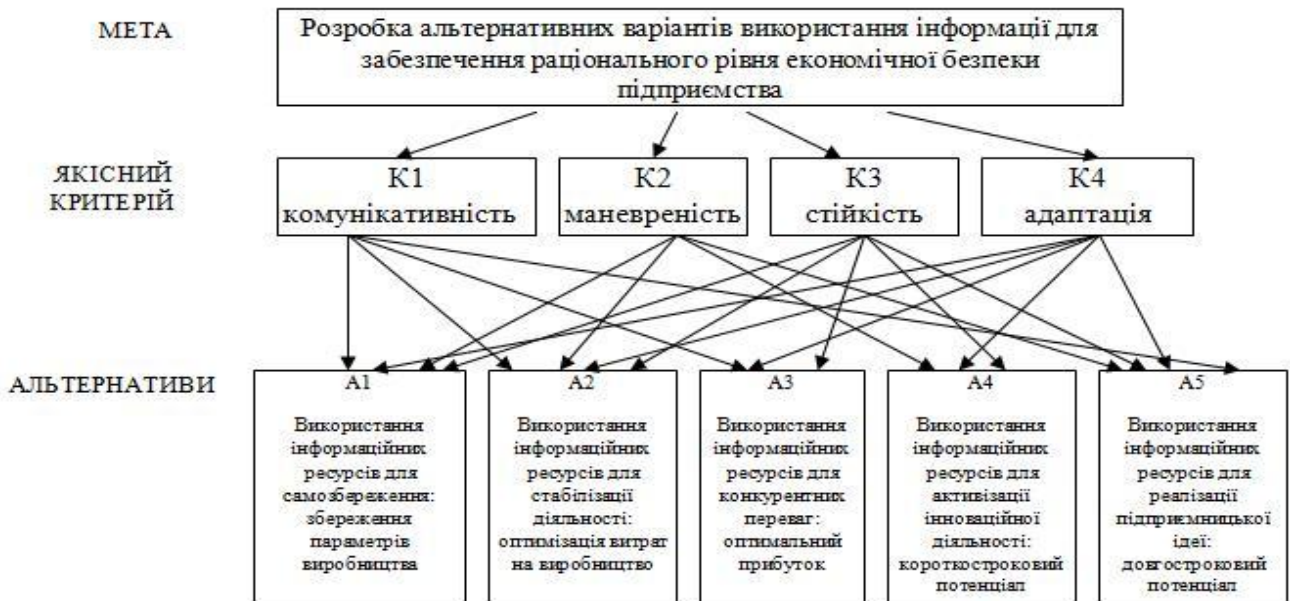 МЕТА
Розробка альтернативних варіантів використання інформації для
забезпечення раціонального рівня економічної безпеки
підприємства
ЯКІСНИЙ
КРИТЕРІЙ
К1
комунікативність
К2
маневреність
К3
стійкість
К4
адаптація
АЛЬТЕРНАТИВИ
А1
Використання
інформаційних
ресурсів для
самозбереження:
збереження
параметрів
виробництва
А2
Використання
інформаційних
ресурсів для
стабілізації
діяльності:
оптимізація витрат
на виробництво
А3
Використання
інформаційних
ресурсів для
конкурентних
переваг:
оптимальний
прибуток
А4
Використання
інформаційних
ресурсів для
активізації
інноваційної
діяльності:
короткостроковий
потенціал
А5
Використання
інформаційних
ресурсів для
реалізації
підприємницької
ідеї:
довгостроковий
потенціал